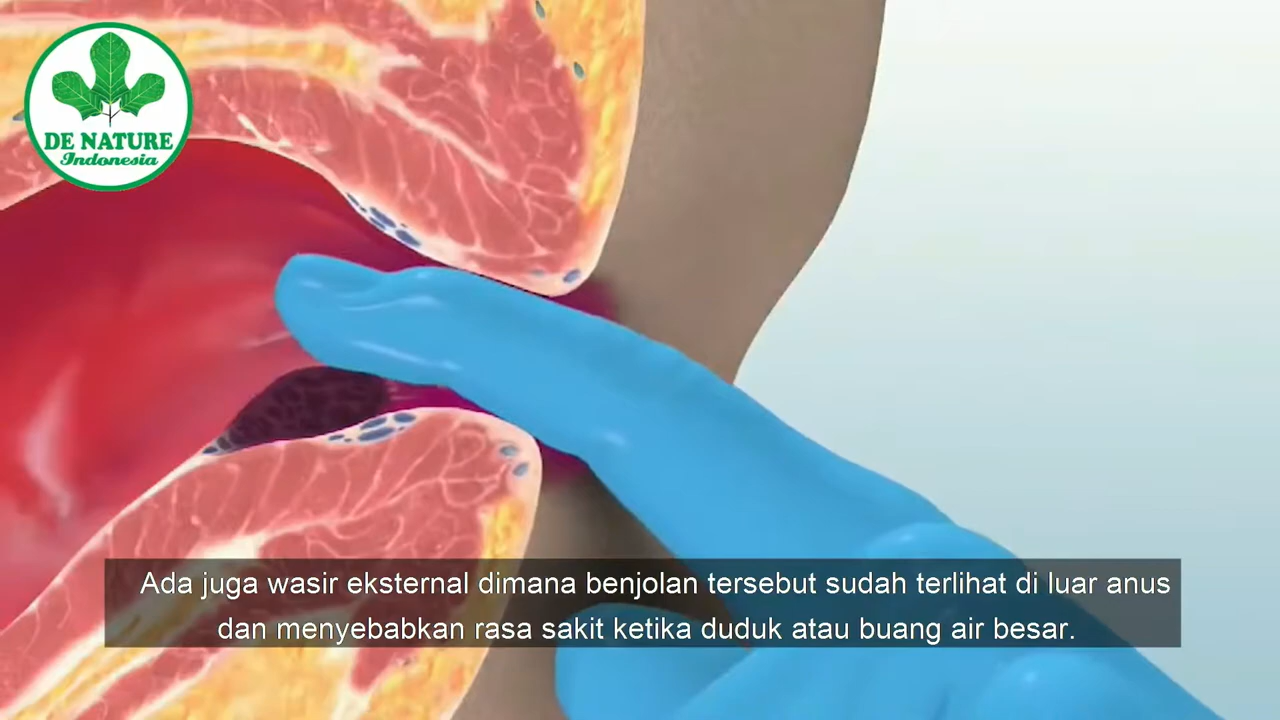 DE NATURE
Indonesia
Ada juga wasir eksternal dimana benjolan tersebut sudah terlihat di luar anus
dan menyebabkan rasa sakit ketika duduk atau buang air besar.